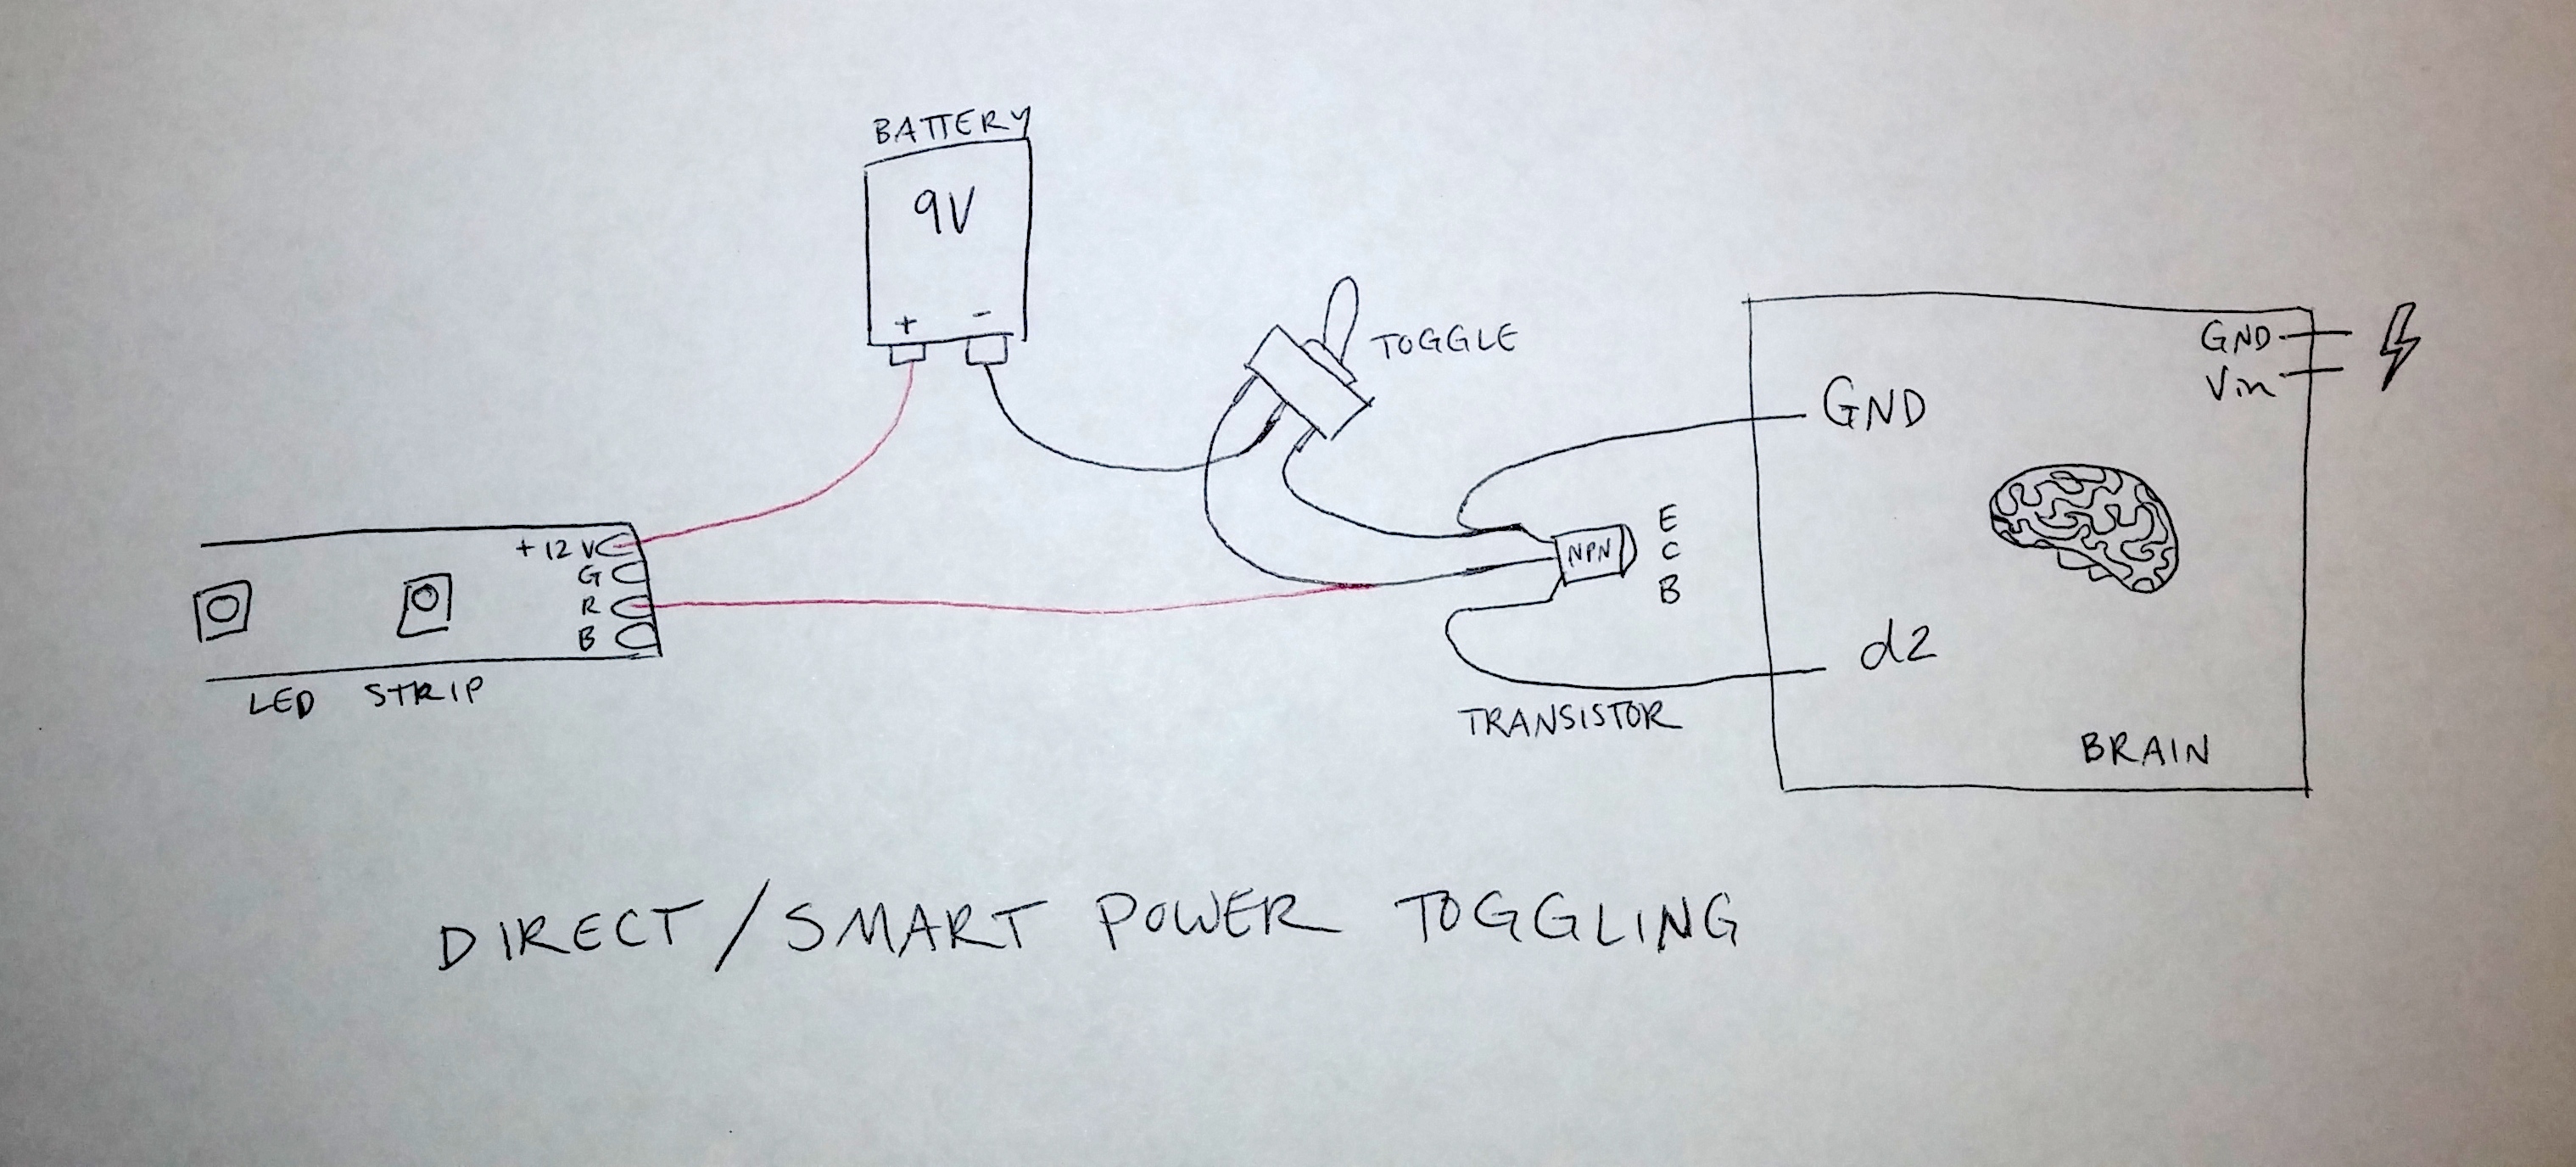 BATTERY
9V
+ -
TOGGLE
GND
Vin
GND
+12V
G
R
B
LED STRIP
NPN
E
C
B
d2
TRANSISTOR
BRAIN
DIRECT/SMART POWER TOGGLING